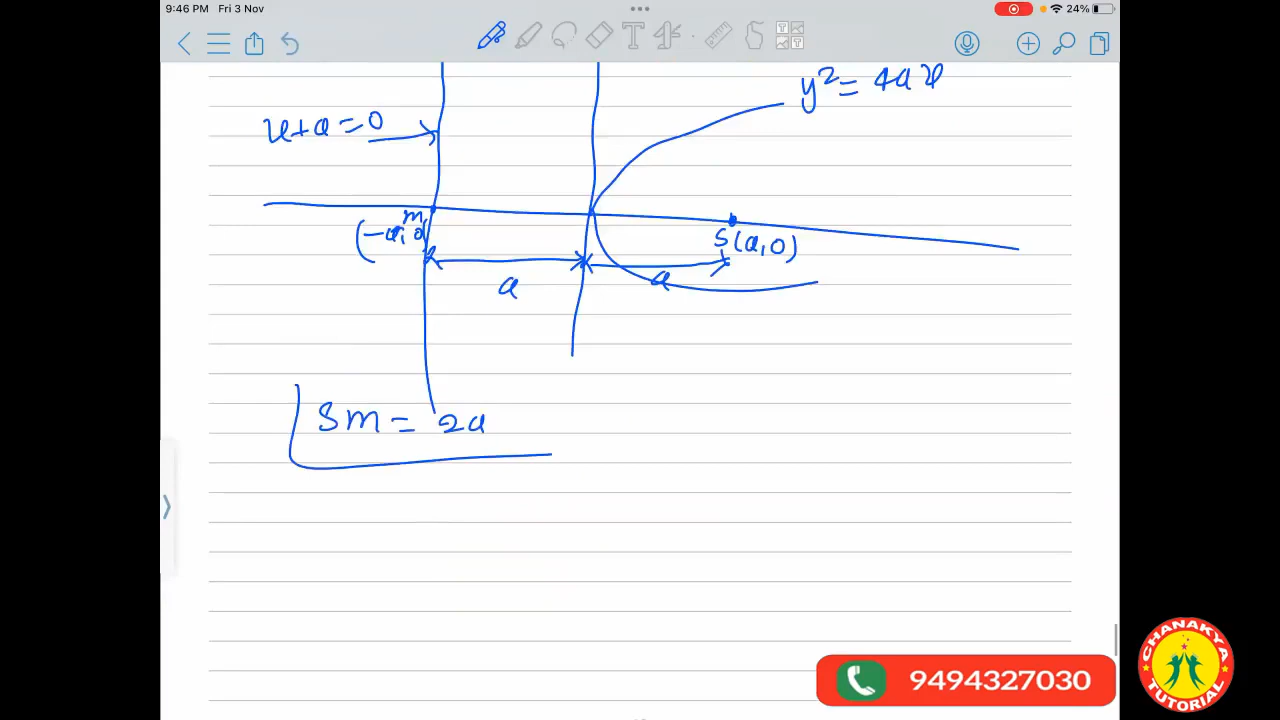 9:46 PM Fri 3 Nov
24%
y² = 4ax
x+a=0
m
(-a, 0)
S(a, 0)
a
a
SM = 2a
CHANAKYA
TUTORIAL
9494327030